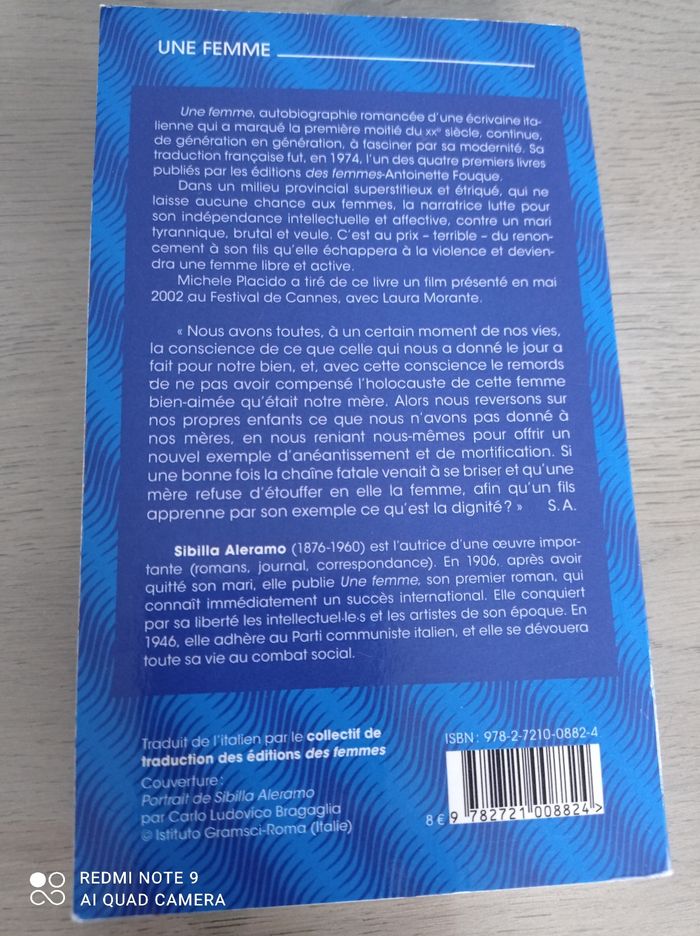 UNE FEMME
Une femme, autobiographie romancée d'une écrivaine ita-
lienne qui a marqué la première moitié du XXe siècle, continue,
de génération en génération, à fasciner par sa modernité. Sa
traduction française fut, en 1974, l'un des quatre premiers livres
publiés par les éditions des femmes-Antoinette Fouque.
Dans un milieu provincial superstitieux et étriqué, qui ne
laisse aucune chance aux femmes, la narratrice lutte pour
son indépendance intellectuelle et affective, contre un mari
tyrannique, brutal et veule. C'est au prix – terrible – du renon-
cement à son fils qu'elle échappera à la violence et devien-
dra une femme libre et active.
Michele Placido a tiré de ce livre un film présenté en mai
2002 au Festival de Cannes, avec Laura Morante.
« Nous avons toutes, à un certain moment de nos vies,
la conscience de ce que celle qui nous a donné le jour a
fait pour notre bien, et, avec cette conscience le remords
de ne pas avoir compensé l'holocauste de cette femme
bien-aimée qu'était notre mère. Alors nous reversons sur
nos propres enfants ce que nous n'avons pas donné à
nos mères, en nous reniant nous-mêmes pour offrir un
nouvel exemple d'anéantissement et de mortification. Si
une bonne fois la chaîne fatale venait à se briser et qu'une
mère refuse d'étouffer en elle la femme, afin qu'un fils
apprenne par son exemple ce qu'est la dignité ? » S.A.
Sibilla Aleramo (1876-1960) est l'autrice d'une œuvre impor-
tante (romans, journal, correspondance). En 1906, après avoir
quitté son mari, elle publie Une femme, son premier roman, qui
connaît immédiatement un succès international. Elle conquiert
par sa liberté les intellectuel·le·s et les artistes de son époque. En
1946, elle adhère au Parti communiste italien, et elle se dévouera
toute sa vie au combat social.
Traduit de l'italien par le collectif de
traduction des éditions des femmes
Couverture :
Portrait de Sibilla Aleramo
par Carlo Ludovico Bragaglia
© Istituto Gramsci-Roma (Italie)
ISBN : 978-2-7210-0882-4
8 €
9 782721 008824 >
REDMI NOTE 9
AI QUAD CAMERA